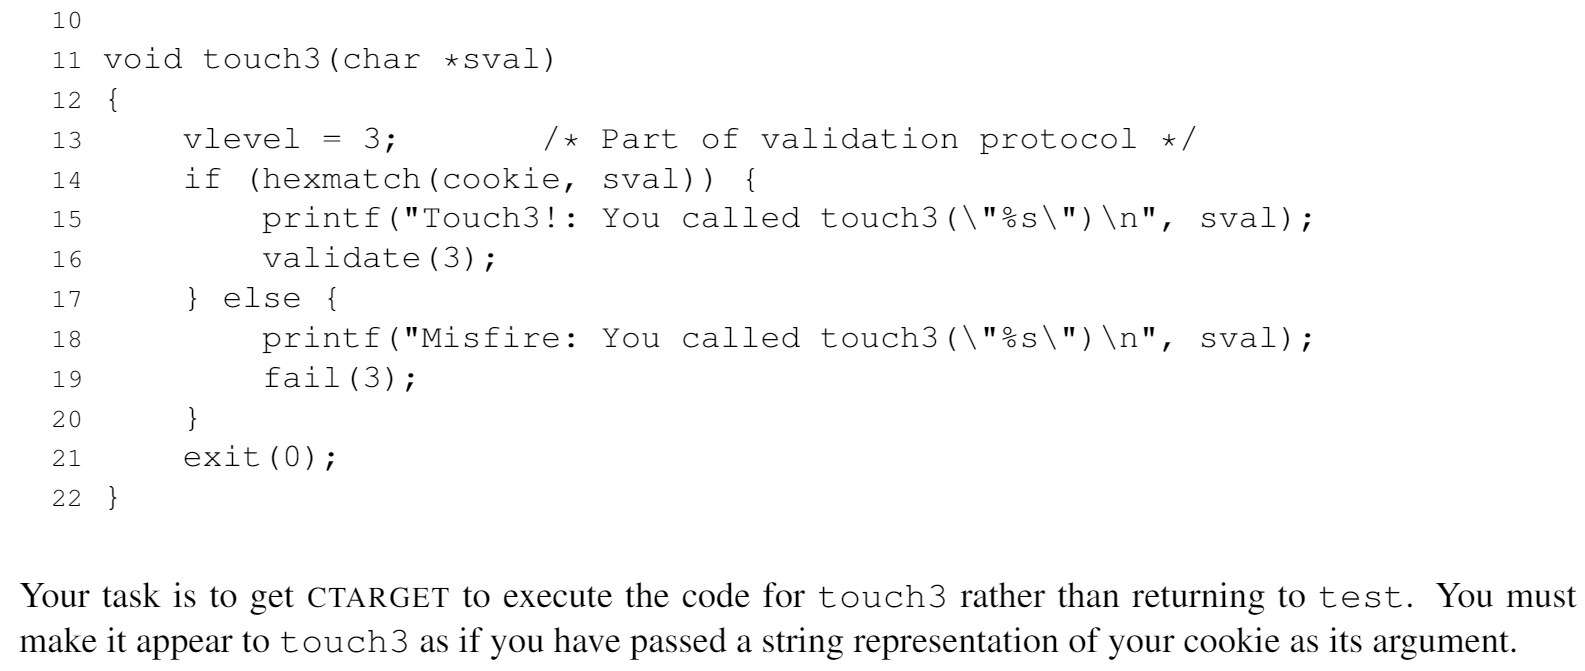 10
11 void touch3(char *sval)
12 {
13     vlevel = 3;       /* Part of validation protocol */
14     if (hexmatch(cookie, sval)) {
15         printf("Touch3!: You called touch3(\"%s\")\n", sval);
16         validate(3);
17     } else {
18         printf("Misfire: You called touch3(\"%s\")\n", sval);
19         fail(3);
20     }
21     exit(0);
22 }
Your task is to get CTARGET to execute the code for touch3 rather than returning to test. You must
make it appear to touch3 as if you have passed a string representation of your cookie as its argument.